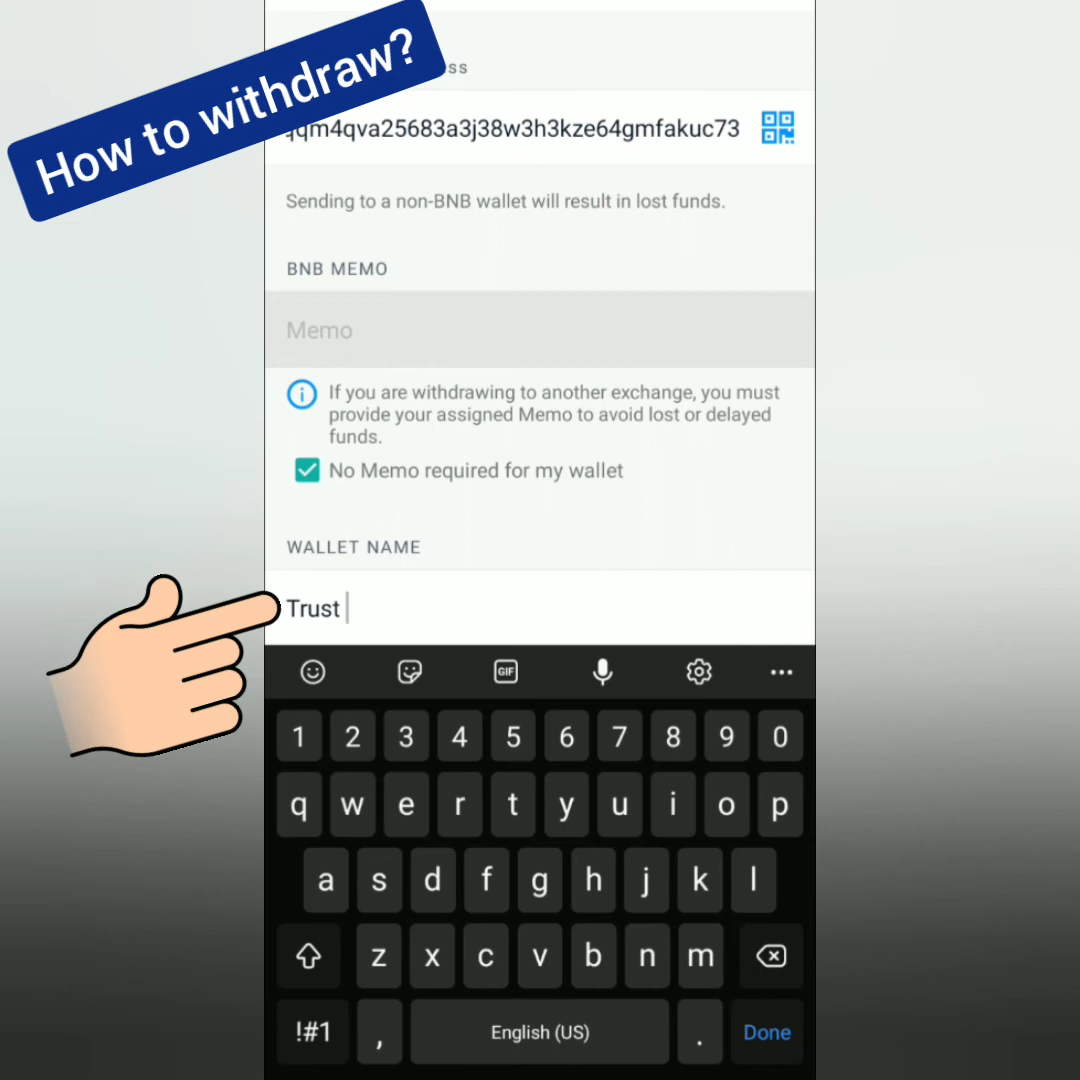 How to withdraw?
ss
qm4qva25683a3j38w3h3kze64gmfakuc73
Sending to a non-BNB wallet will result in lost funds.
BNB MEMO
Memo
If you are withdrawing to another exchange, you must
provide your assigned Memo to avoid lost or delayed
funds.
No Memo required for my wallet
WALLET NAME
Trust
GIF
1 2 3 4 5 6 7 8 9 0
q w e r t y u i o p
a s d f g h j k l
z x c v b n m
!#1 , English (US) . Done